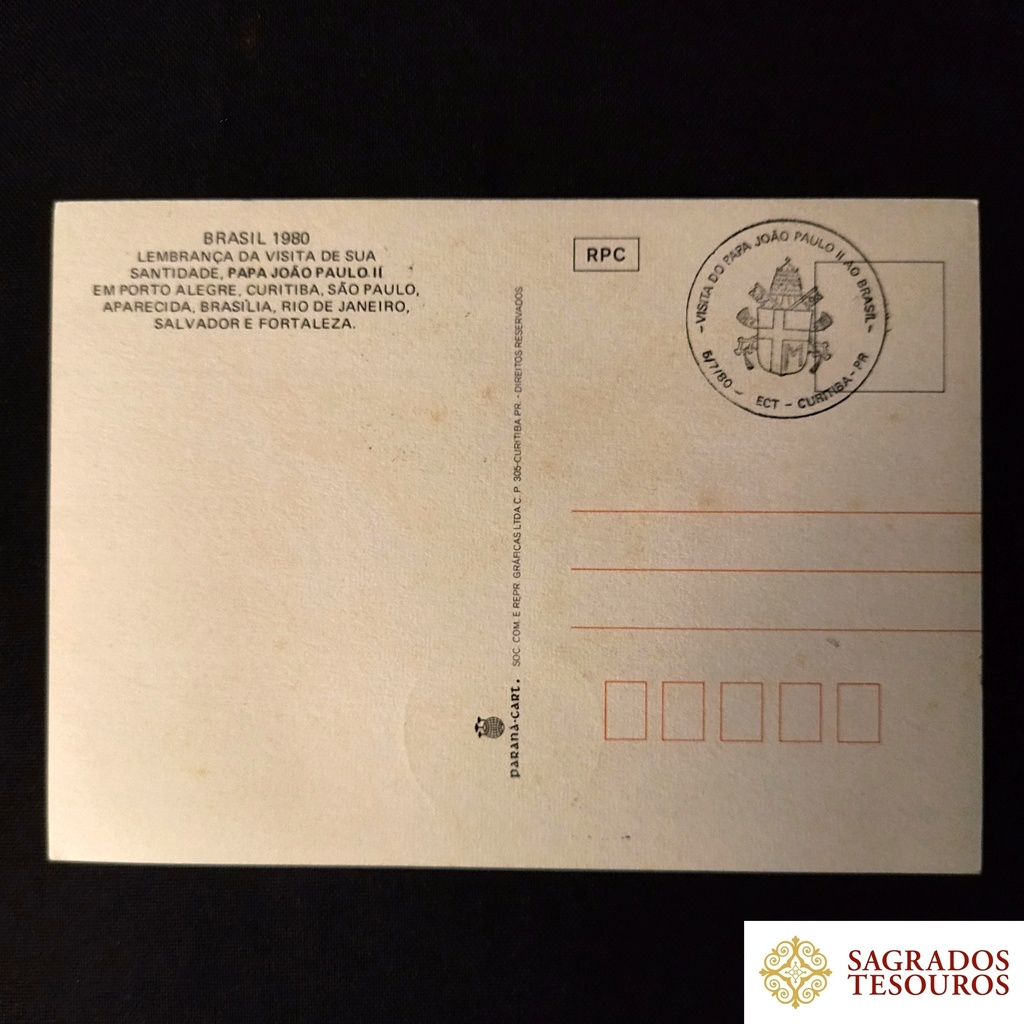 BRASIL 1980
LEMBRANÇA DA VISITA DE SUA
SANTIDADE, PAPA JOÃO PAULO II
EM PORTO ALEGRE, CURITIBA, SÃO PAULO,
APARECIDA, BRASÍLIA, RIO DE JANEIRO,
SALVADOR E FORTALEZA.
PARANÁ-CART. SOC. COM. E REPR. GRÁFICAS LTDA C. P. 305-CURITIBA PR. - DIREITOS RESERVADOS
RPC
- VISITA DO PAPA JOÃO PAULO II AO BRASIL -
6/7/80 - ECT - CURITIBA - PR
M
SAGRADOS
TESOUROS